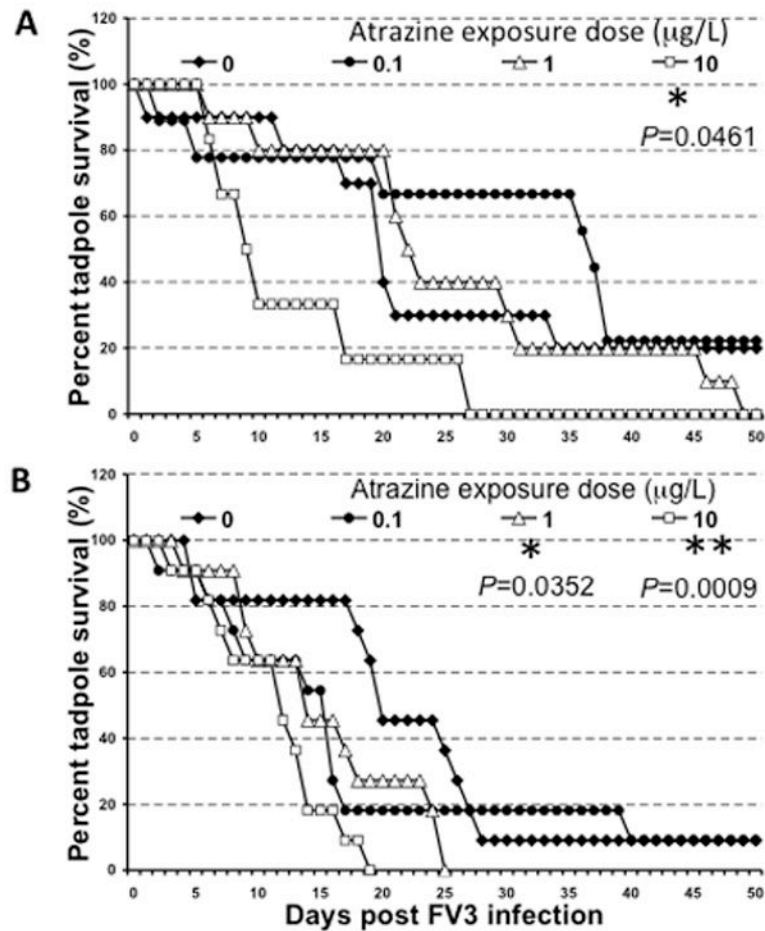 A
Atrazine exposure dose (µg/L)
0 0.1 1 10
*
P=0.0461
Percent tadpole survival (%)
120
100
80
60
40
20
0
0 5 10 15 20 25 30 35 40 45 50
B
Atrazine exposure dose (µg/L)
0 0.1 1 10
* **
P=0.0352 P=0.0009
Percent tadpole survival (%)
120
100
80
60
40
20
0
0 5 10 15 20 25 30 35 40 45 50
Days post FV3 infection